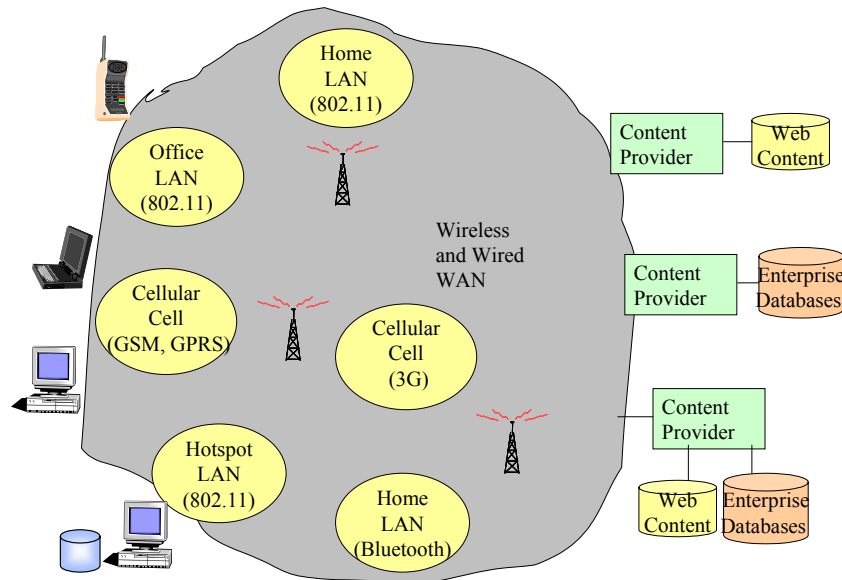 Home
LAN
(802.11)
Office
LAN
(802.11)
Wireless
and Wired
WAN
Cellular
Cell
(GSM, GPRS)
Cellular
Cell
(3G)
Hotspot
LAN
(802.11)
Home
LAN
(Bluetooth)
Content
Provider
Web
Content
Content
Provider
Enterprise
Databases
Content
Provider
Web
Content
Enterprise
Databases